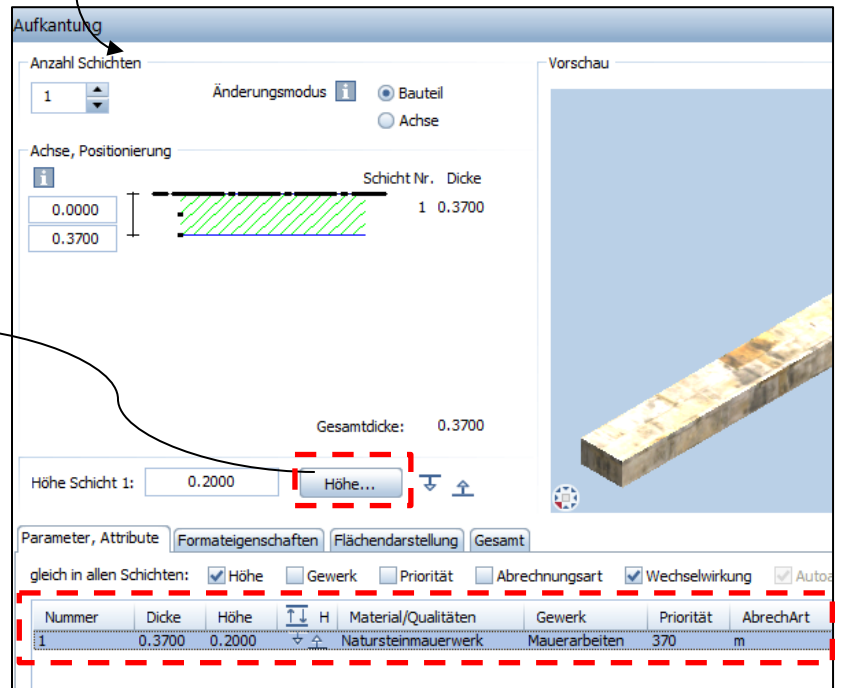 Aufkantung
Anzahl Schichten
1
Änderungsmodus i Bauteil
Achse
Vorschau
Achse, Positionierung
i
Schicht Nr. Dicke
0.0000
1 0.3700
0.3700
Gesamtdicke: 0.3700
Höhe Schicht 1: 0.2000 Höhe...
Parameter, Attribute Formateigenschaften Flächendarstellung Gesamt
gleich in allen Schichten: Höhe Gewerk Priorität Abrechnungsart Wechselwirkung Autoa
Nummer Dicke Höhe H Material/Qualitäten Gewerk Priorität AbrechArt
1 0.3700 0.2000 Natursteinmauerwerk Mauerarbeiten 370 m